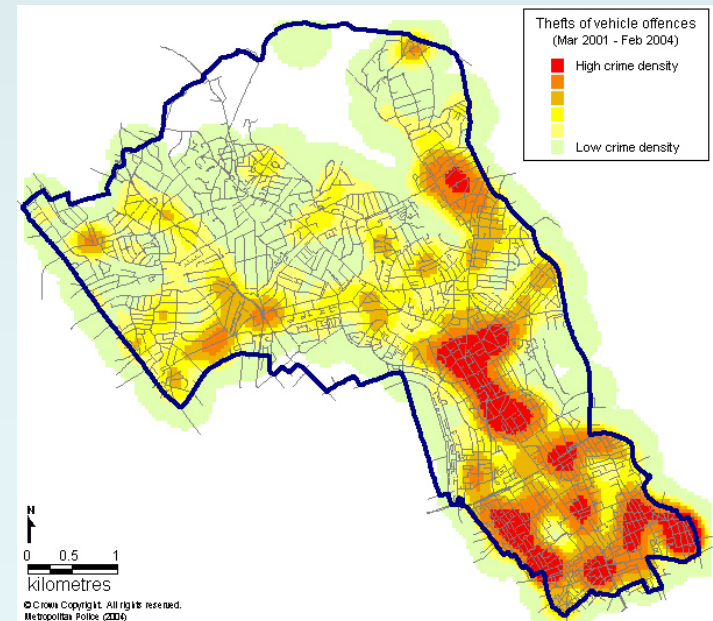 Thefts of vehicle offences
(Mar 2001 - Feb 2004)
High crime density
Low crime density
N
0 0.5 1
kilometres
© Crown Copyright. All rights reserved.
Metropolitan Police (2004)